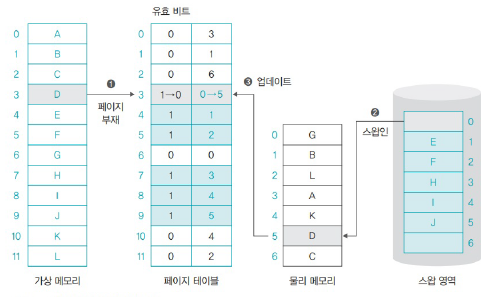 유효 비트
0 A 0 0 3
1 B 1 0 1
2 C 2 0 6
3 D ❶ 페이지 부재 3 1→0 0→5 ❸ 업데이트
4 E 4 1 1
5 F 5 1 2
6 G 6 0 0
7 H 7 1 3
8 I 8 1 4
9 J 9 1 5
10 K 10 0 4
11 L 11 0 2
0 G
1 B
2 L
3 A
4 K
5 D
6 C
❷ 스왑인
0
E 1
F 2
H 3
I 4
J 5
6
가상 메모리 페이지 테이블 물리 메모리 스왑 영역